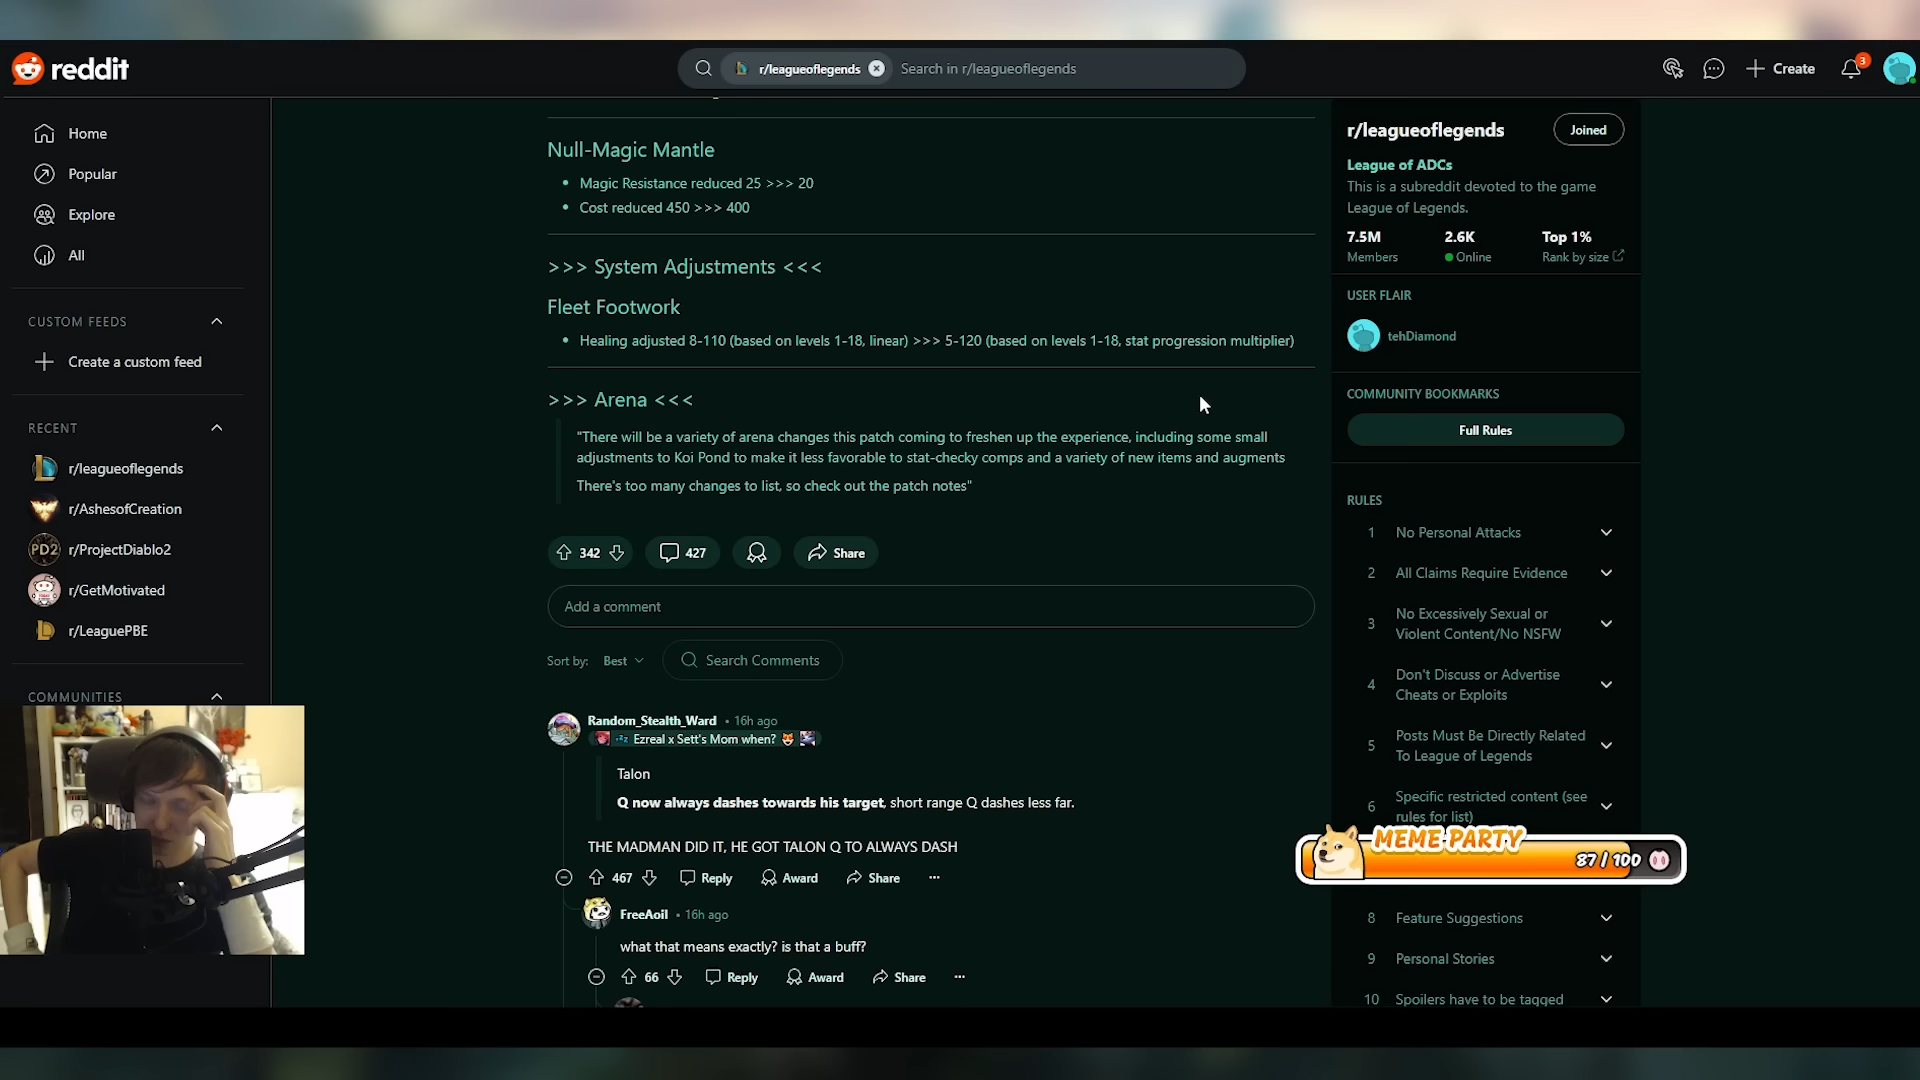 reddit
r/leagueoflegends
Search in r/leagueoflegends
Create
3
Home
Popular
Explore
All
CUSTOM FEEDS
Create a custom feed
RECENT
r/leagueoflegends
r/AshesofCreation
PD2
r/ProjectDiablo2
r/GetMotivated
r/LeaguePBE
COMMUNITIES
Null-Magic Mantle
• Magic Resistance reduced 25 >>> 20
• Cost reduced 450 >>> 400
>>> System Adjustments <<<
Fleet Footwork
• Healing adjusted 8-110 (based on levels 1-18, linear) >>> 5-120 (based on levels 1-18, stat progression multiplier)
>>> Arena <<<
"There will be a variety of arena changes this patch coming to freshen up the experience, including some small
adjustments to Koi Pond to make it less favorable to stat-checky comps and a variety of new items and augments
There's too many changes to list, so check out the patch notes"
342
427
Share
Add a comment
Sort by:
Best
Search Comments
Random_Stealth_Ward • 16h ago
Ezreal x Sett's Mom when?
Talon
Q now always dashes towards his target, short range Q dashes less far.
THE MADMAN DID IT, HE GOT TALON Q TO ALWAYS DASH
467
Reply
Award
Share
FreeAoil • 16h ago
what that means exactly? is that a buff?
66
Reply
Award
Share
r/leagueoflegends
Joined
League of ADCs
This is a subreddit devoted to the game
League of Legends.
7.5M
2.6K
Top 1%
Members
Online
Rank by size
USER FLAIR
tehDiamond
COMMUNITY BOOKMARKS
Full Rules
RULES
1 No Personal Attacks
2 All Claims Require Evidence
3 No Excessively Sexual or
Violent Content/No NSFW
4 Don't Discuss or Advertise
Cheats or Exploits
5 Posts Must Be Directly Related
To League of Legends
6 Specific restricted content (see
rules for list)
MEME PARTY
87 / 100
8 Feature Suggestions
9 Personal Stories
10 Spoilers have to be tagged